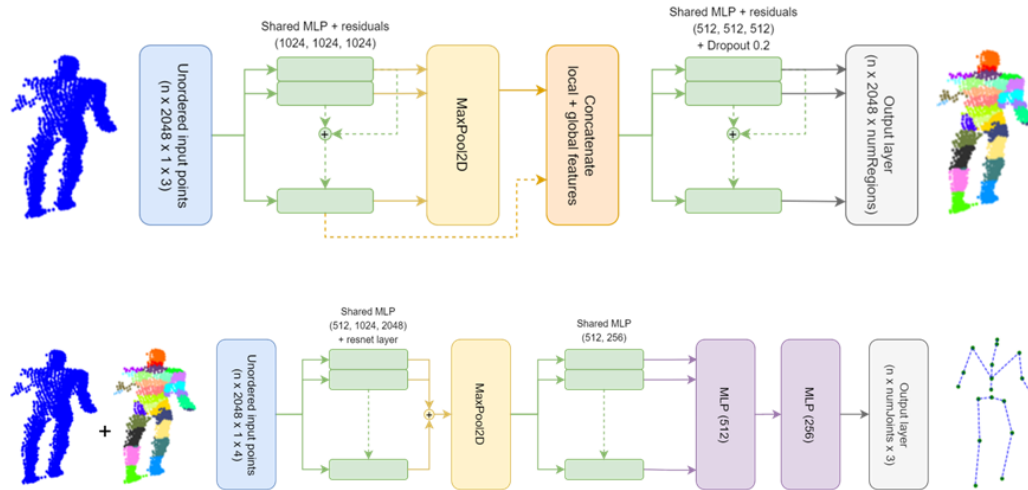 Shared MLP + residuals
(1024, 1024, 1024)
Shared MLP + residuals
(512, 512, 512)
+ Dropout 0.2
Unordered input points
(n x 2048 x 1 x 3)
MaxPool2D
Concatenate
local + global features
Output layer
(n x 2048 x numRegions)
+
+
Shared MLP
(512, 1024, 2048)
+ resnet layer
Shared MLP
(512, 256)
Unordered input points
(n x 2048 x 1 x 4)
MaxPool2D
MLP (512)
MLP (256)
Output layer
(n x numJoints x 3)
+
+